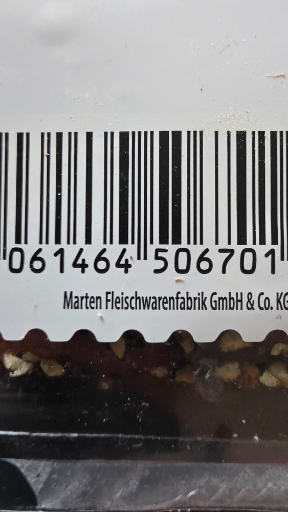 061464 506701
Marten Fleischwarenfabrik GmbH & Co. KG